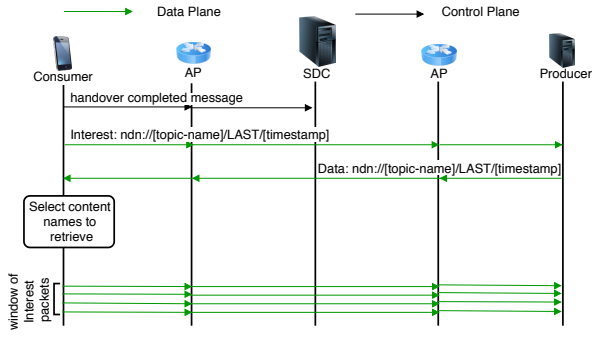 Data Plane
Control Plane
Consumer
AP
SDC
AP
Producer
handover completed message
Interest: ndn://[topic-name]/LAST/[timestamp]
Data: ndn://[topic-name]/LAST/[timestamp]
Select content
names to
retrieve
window of
Interest
packets